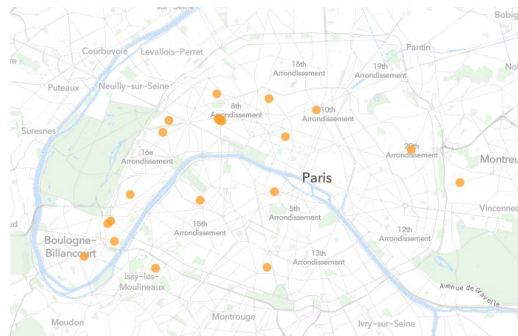 sur-Seine
Bobig
Courbevoie
Levallois-Perret
Pantin
18th
Arrondissement
19th
Arrondissement
Puteaux
Neuilly-sur-Seine
8th
Arrondissement
10th
Arrondissement
Suresnes
16e
Arrondissement
20th
Arrondissement
Montreu
Paris
Vincennes
5th
Arrondissement
15th
Arrondissement
12th
Arrondissement
Boulogne-
Billancourt
13th
Arrondissement
Issy-les-
Moulineaux
Avenue de Gravelle
Meudon
Montrouge
Ivry-sur-Seine